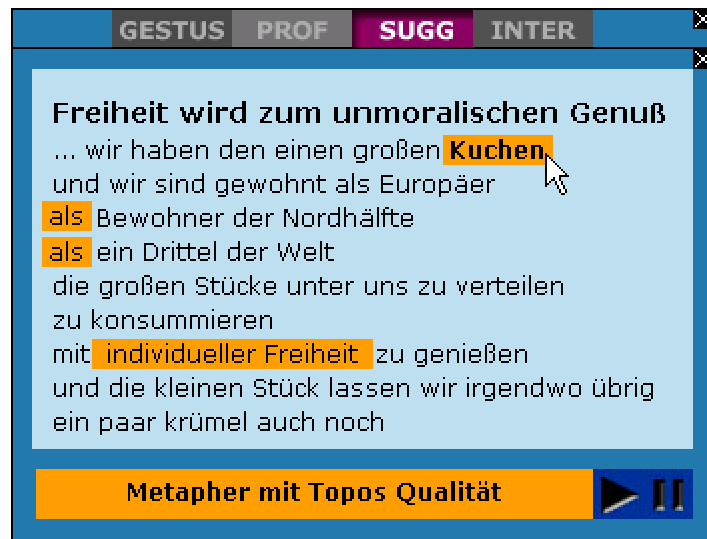 GESTUS PROF SUGG INTER
Freiheit wird zum unmoralischen Genuß
... wir haben den einen großen Kuchen
und wir sind gewohnt als Europäer
als Bewohner der Nordhälfte
als ein Drittel der Welt
die großen Stücke unter uns zu verteilen
zu konsummieren
mit individueller Freiheit zu genießen
und die kleinen Stück lassen wir irgendwo übrig
ein paar krümel auch noch
Metapher mit Topos Qualität